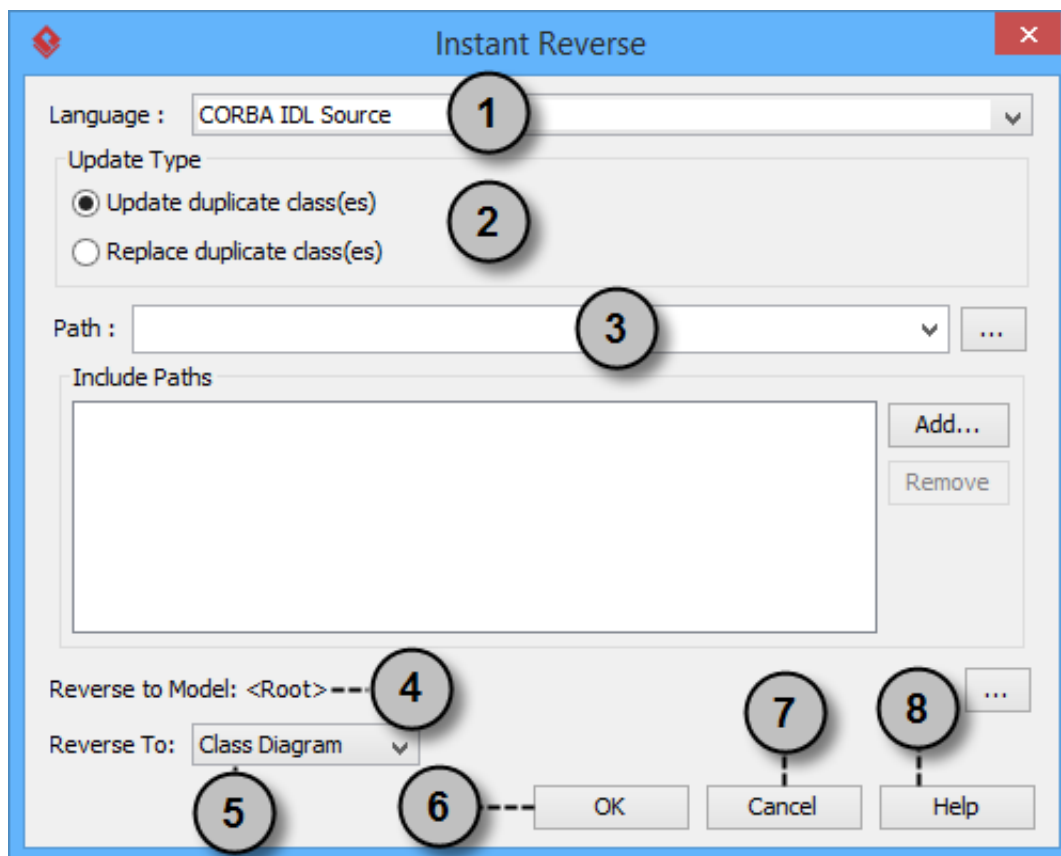 Instant Reverse
Language : CORBA IDL Source 1
Update Type
Update duplicate class(es)
2
Replace duplicate class(es)
Path : 3 ...
Include Paths
Add...
Remove
Reverse to Model: <Root> 4 ...
7 8
Reverse To: Class Diagram
5 6 OK Cancel Help